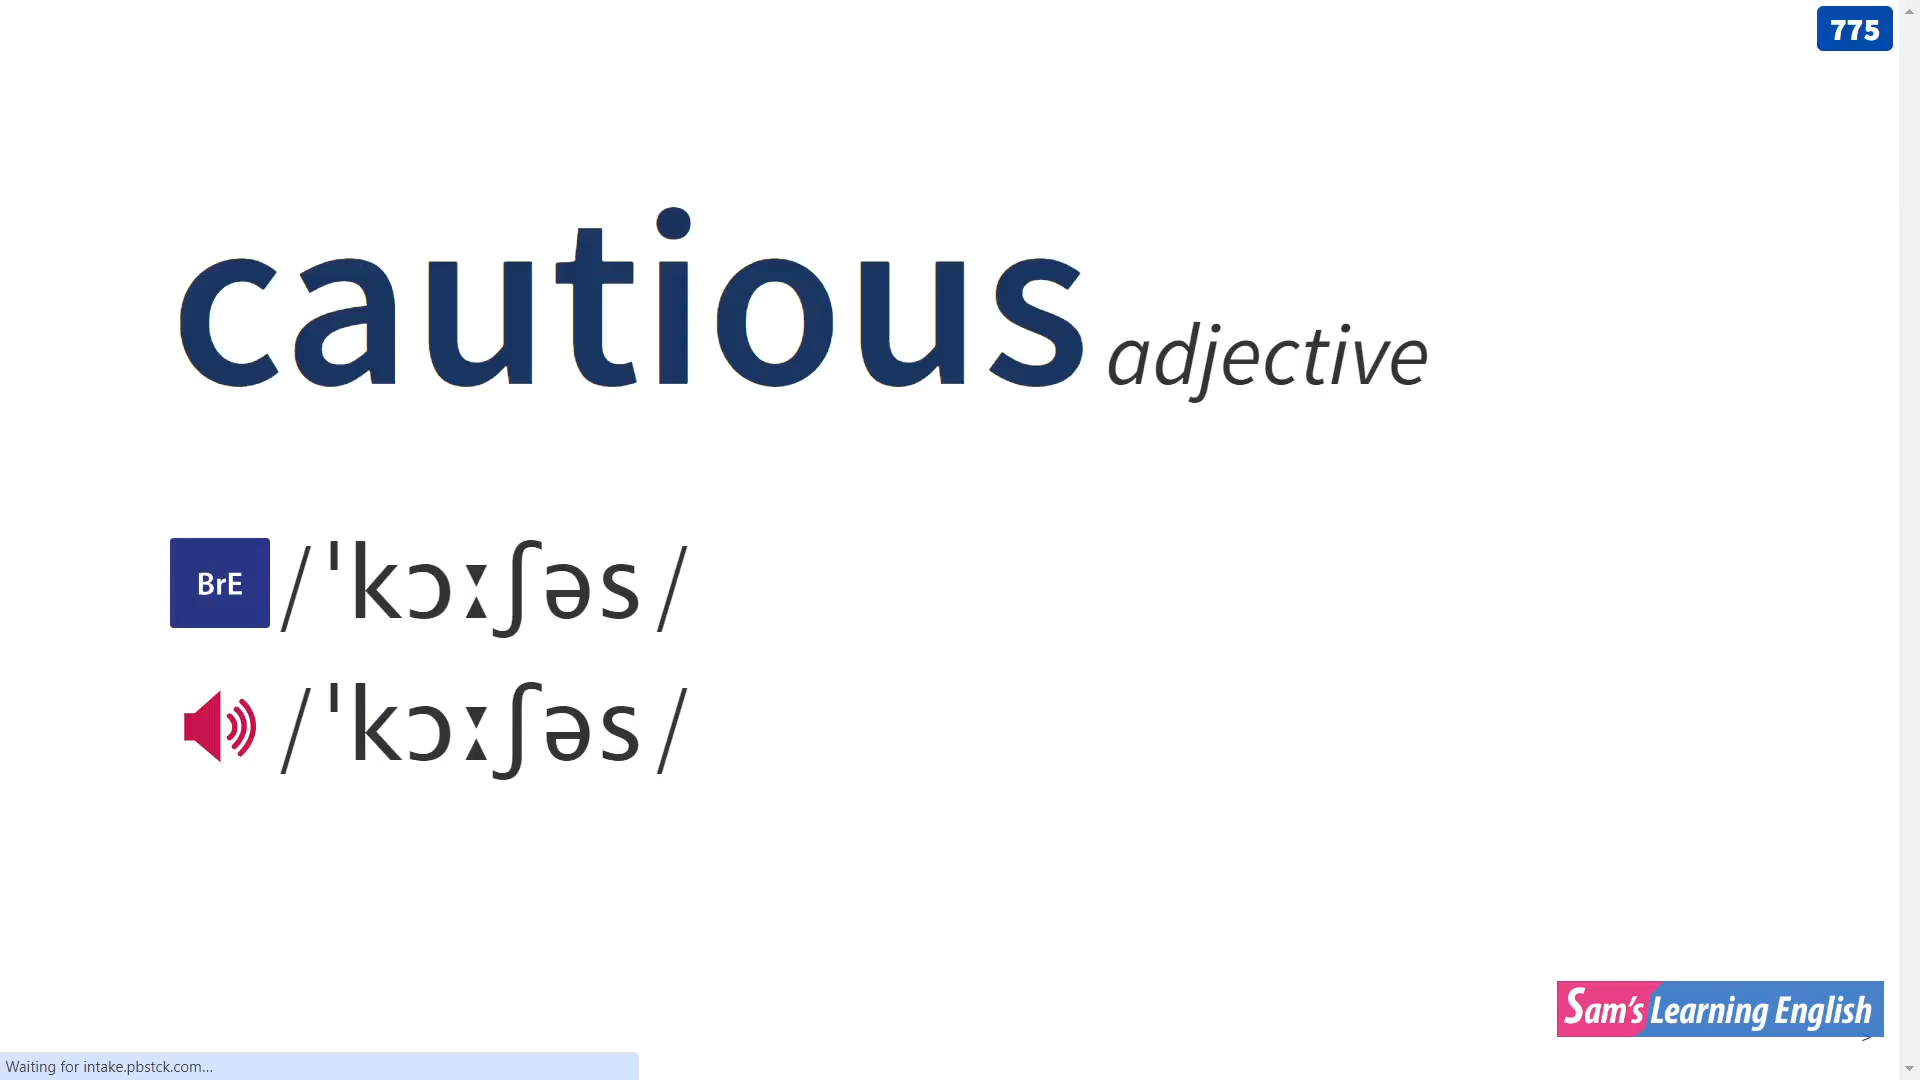 775
cautious adjective
BrE /ˈkɔːʃəs/
/ˈkɔːʃəs/
Sam's Learning English
>
Waiting for intake.pbstck.com...